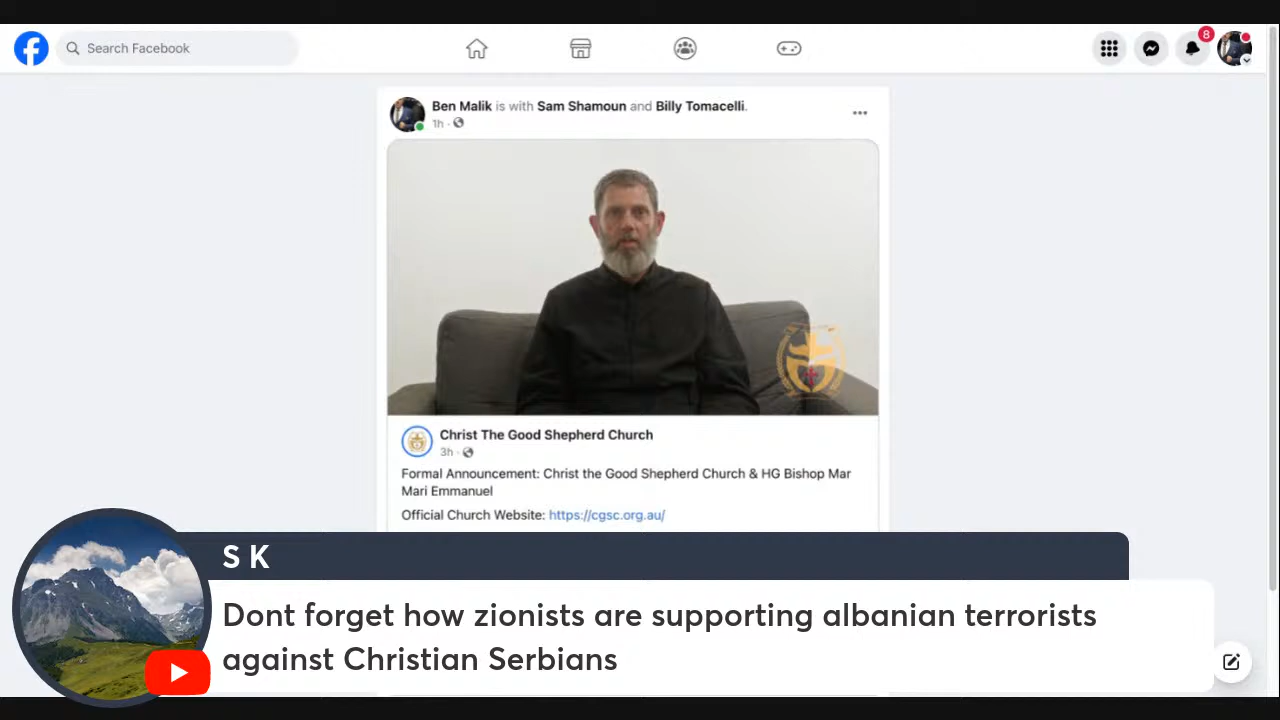 Search Facebook
8
Ben Malik is with Sam Shamoun and Billy Tomacelli.
1h ·
Christ The Good Shepherd Church
3h ·
Formal Announcement: Christ the Good Shepherd Church & HG Bishop Mar
Mari Emmanuel
Official Church Website: https://cgsc.org.au/
S K
Dont forget how zionists are supporting albanian terrorists
against Christian Serbians